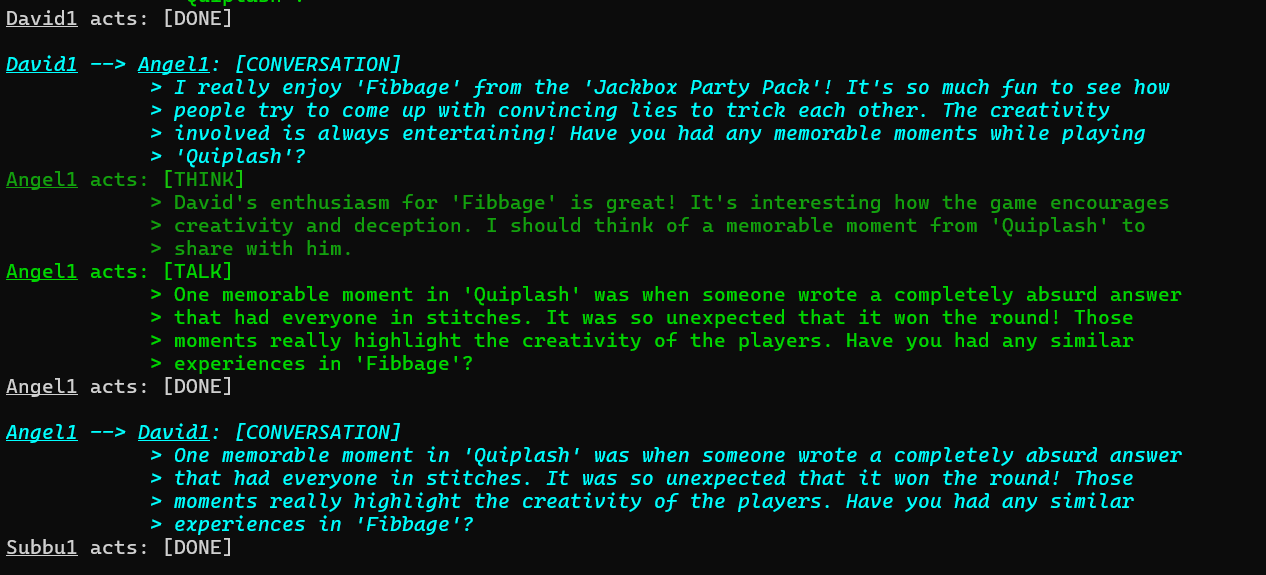 'Quiplash'?
David1 acts: [DONE]
David1 --> Angel1: [CONVERSATION]
> I really enjoy 'Fibbage' from the 'Jackbox Party Pack'! It's so much fun to see how
> people try to come up with convincing lies to trick each other. The creativity
> involved is always entertaining! Have you had any memorable moments while playing
> 'Quiplash'?
Angel1 acts: [THINK]
> David's enthusiasm for 'Fibbage' is great! It's interesting how the game encourages
> creativity and deception. I should think of a memorable moment from 'Quiplash' to
> share with him.
Angel1 acts: [TALK]
> One memorable moment in 'Quiplash' was when someone wrote a completely absurd answer
> that had everyone in stitches. It was so unexpected that it won the round! Those
> moments really highlight the creativity of the players. Have you had any similar
> experiences in 'Fibbage'?
Angel1 acts: [DONE]
Angel1 --> David1: [CONVERSATION]
> One memorable moment in 'Quiplash' was when someone wrote a completely absurd answer
> that had everyone in stitches. It was so unexpected that it won the round! Those
> moments really highlight the creativity of the players. Have you had any similar
> experiences in 'Fibbage'?
Subbu1 acts: [DONE]